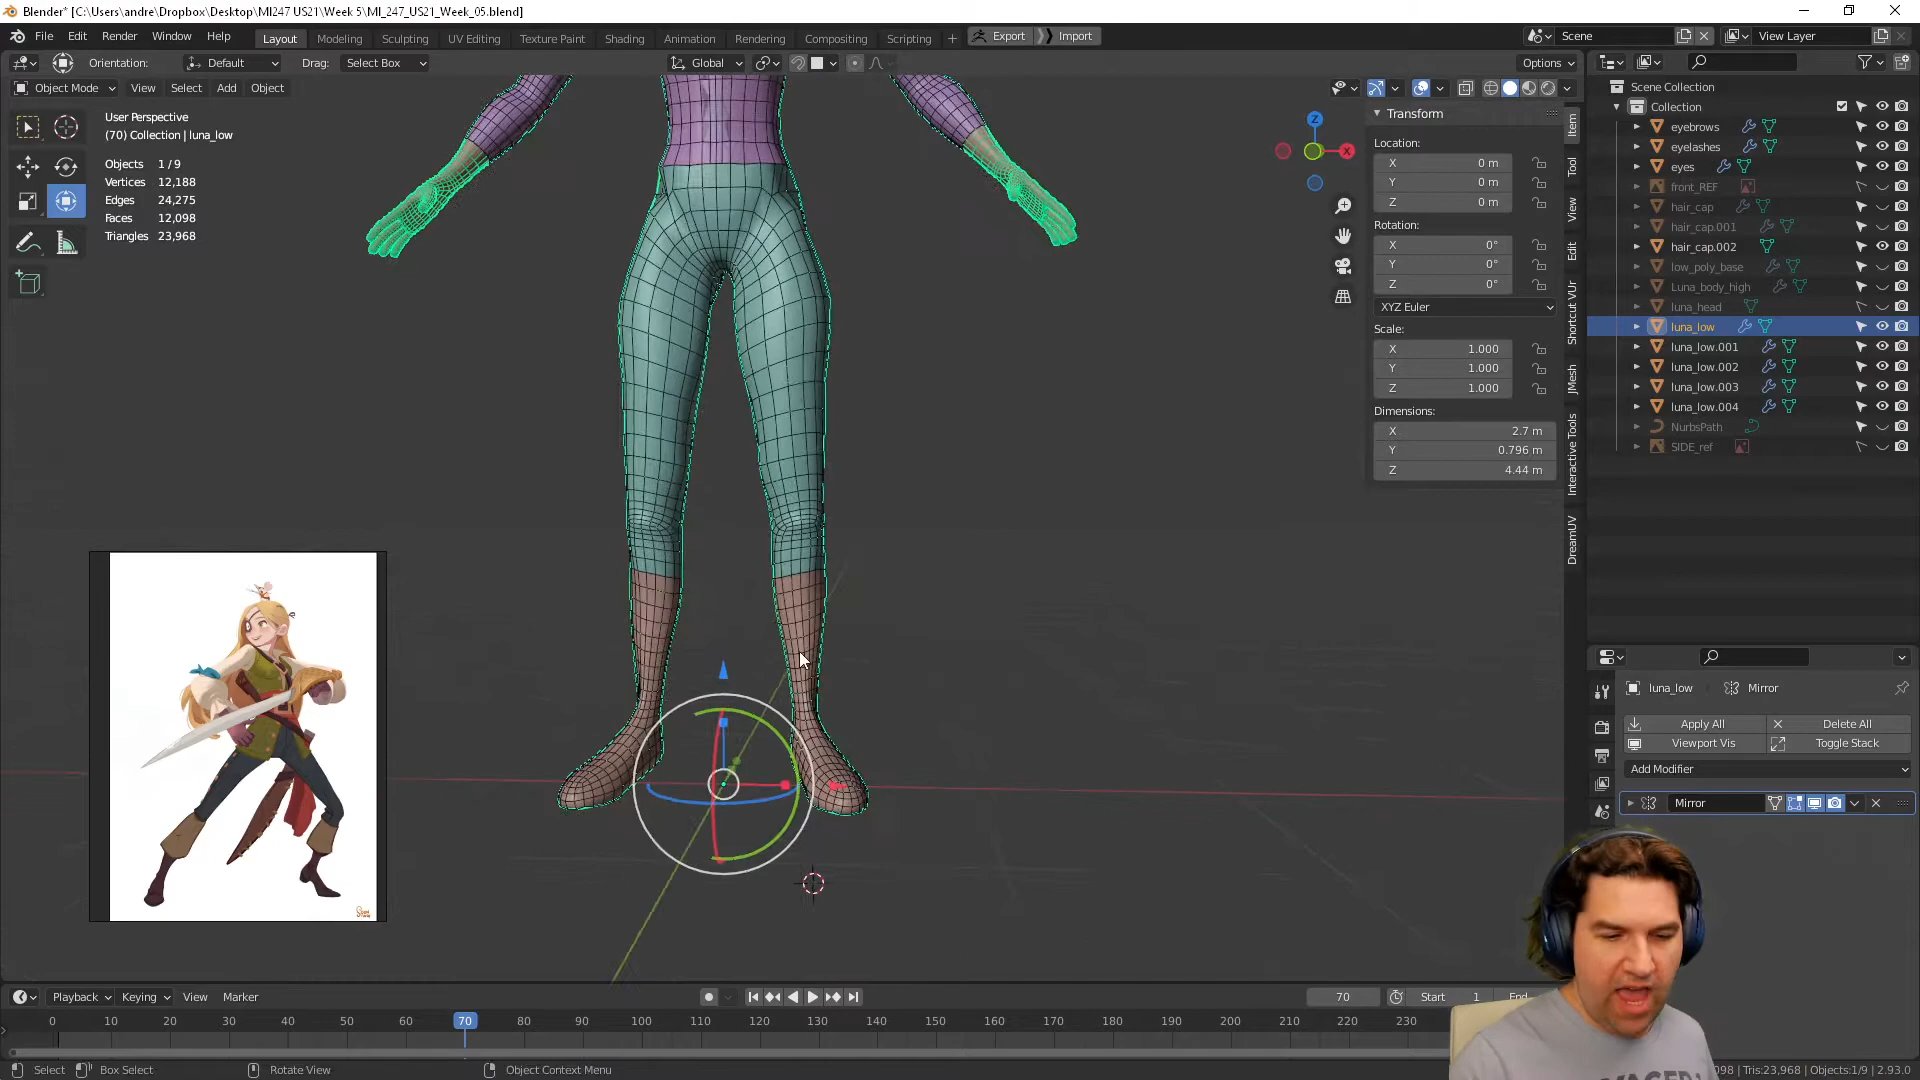 Blender* [C:\Users\andre\Dropbox\Desktop\MI247 US21\Week 5\MI_247_US21_Week_05.blend]
File Edit Render Window Help Layout Modeling Sculpting UV Editing Texture Paint Shading Animation Rendering Compositing Scripting + Export Import Scene View Layer
Orientation: Default Drag: Select Box Global Options
Object Mode View Select Add Object
User Perspective
(70) Collection | luna_low
Objects 1 / 9
Vertices 12,188
Edges 24,275
Faces 12,098
Triangles 23,968
Z
X
Transform
Location:
X 0 m
Y 0 m
Z 0 m
Rotation:
X 0°
Y 0°
Z 0°
XYZ Euler
Scale:
X 1.000
Y 1.000
Z 1.000
Dimensions:
X 2.7 m
Y 0.796 m
Z 4.44 m
Item
Tool
View
Edit
Shortcut VUr
JMesh
Interactive Tools
DreamUV
Scene Collection
Collection
eyebrows
eyelashes
eyes
front_REF
hair_cap
hair_cap.001
hair_cap.002
low_poly_base
Luna_body_high
luna_head
luna_low
luna_low.001
luna_low.002
luna_low.003
luna_low.004
NurbsPath
SIDE_ref
luna_low Mirror
Apply All Delete All
Viewport Vis Toggle Stack
Add Modifier
Mirror
Playback Keying View Marker 70 Start 1 End
0 10 20 30 40 50 60 70 80 90 100 110 120 130 140 150 160 170 180 190 200 210 220 230
Select Box Select Rotate View Object Context Menu 098 | Tris:23,968 | Objects:1/9 | 2.93.0